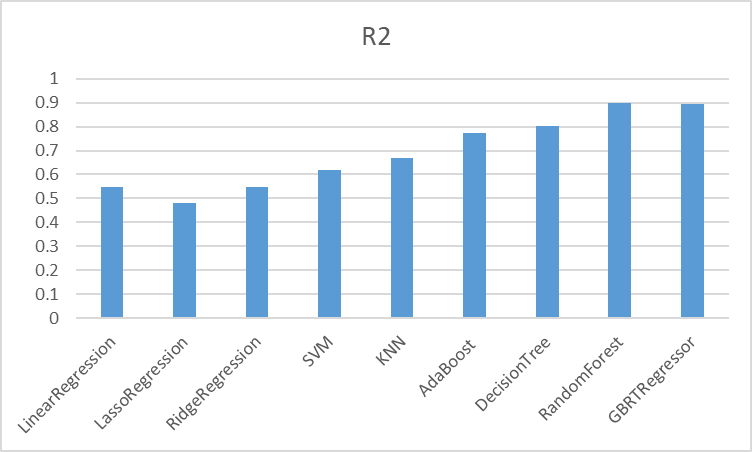 R2
1
0.9
0.8
0.7
0.6
0.5
0.4
0.3
0.2
0.1
0
LinearRegression
LassoRegression
RidgeRegression
SVM
KNN
AdaBoost
DecisionTree
RandomForest
GBRTRegressor